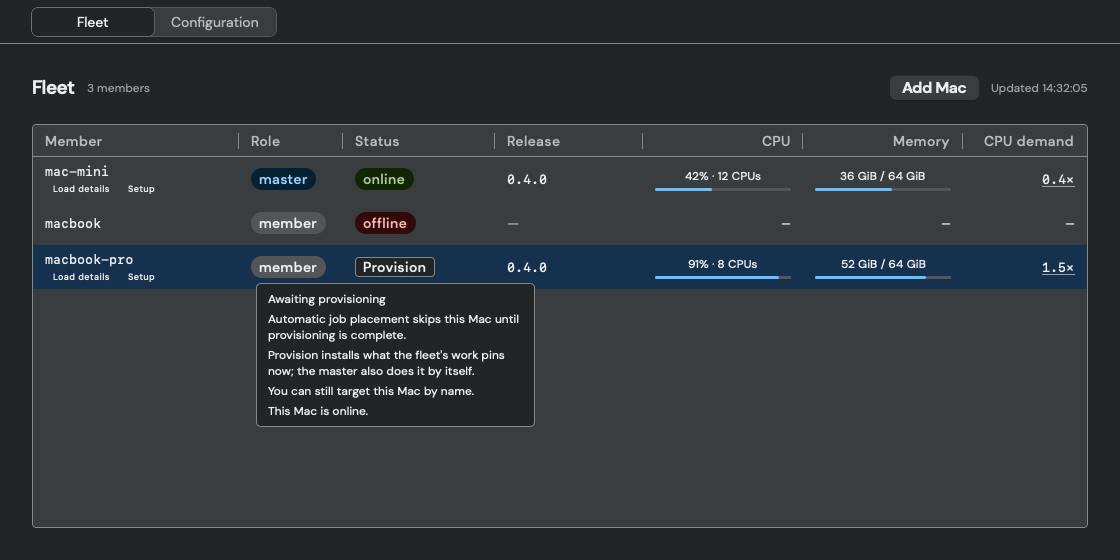 Fleet Configuration
Fleet 3 members Add Mac Updated 14:32:05
Member Role Status Release CPU Memory CPU demand
mac-mini
Load details Setup
master online 0.4.0 42% · 12 CPUs 36 GiB / 64 GiB 0.4×
macbook member offline — — — —
macbook-pro
Load details Setup
member Provision 0.4.0 91% · 8 CPUs 52 GiB / 64 GiB 1.5×
Awaiting provisioning
Automatic job placement skips this Mac until
provisioning is complete.
Provision installs what the fleet's work pins
now; the master also does it by itself.
You can still target this Mac by name.
This Mac is online.